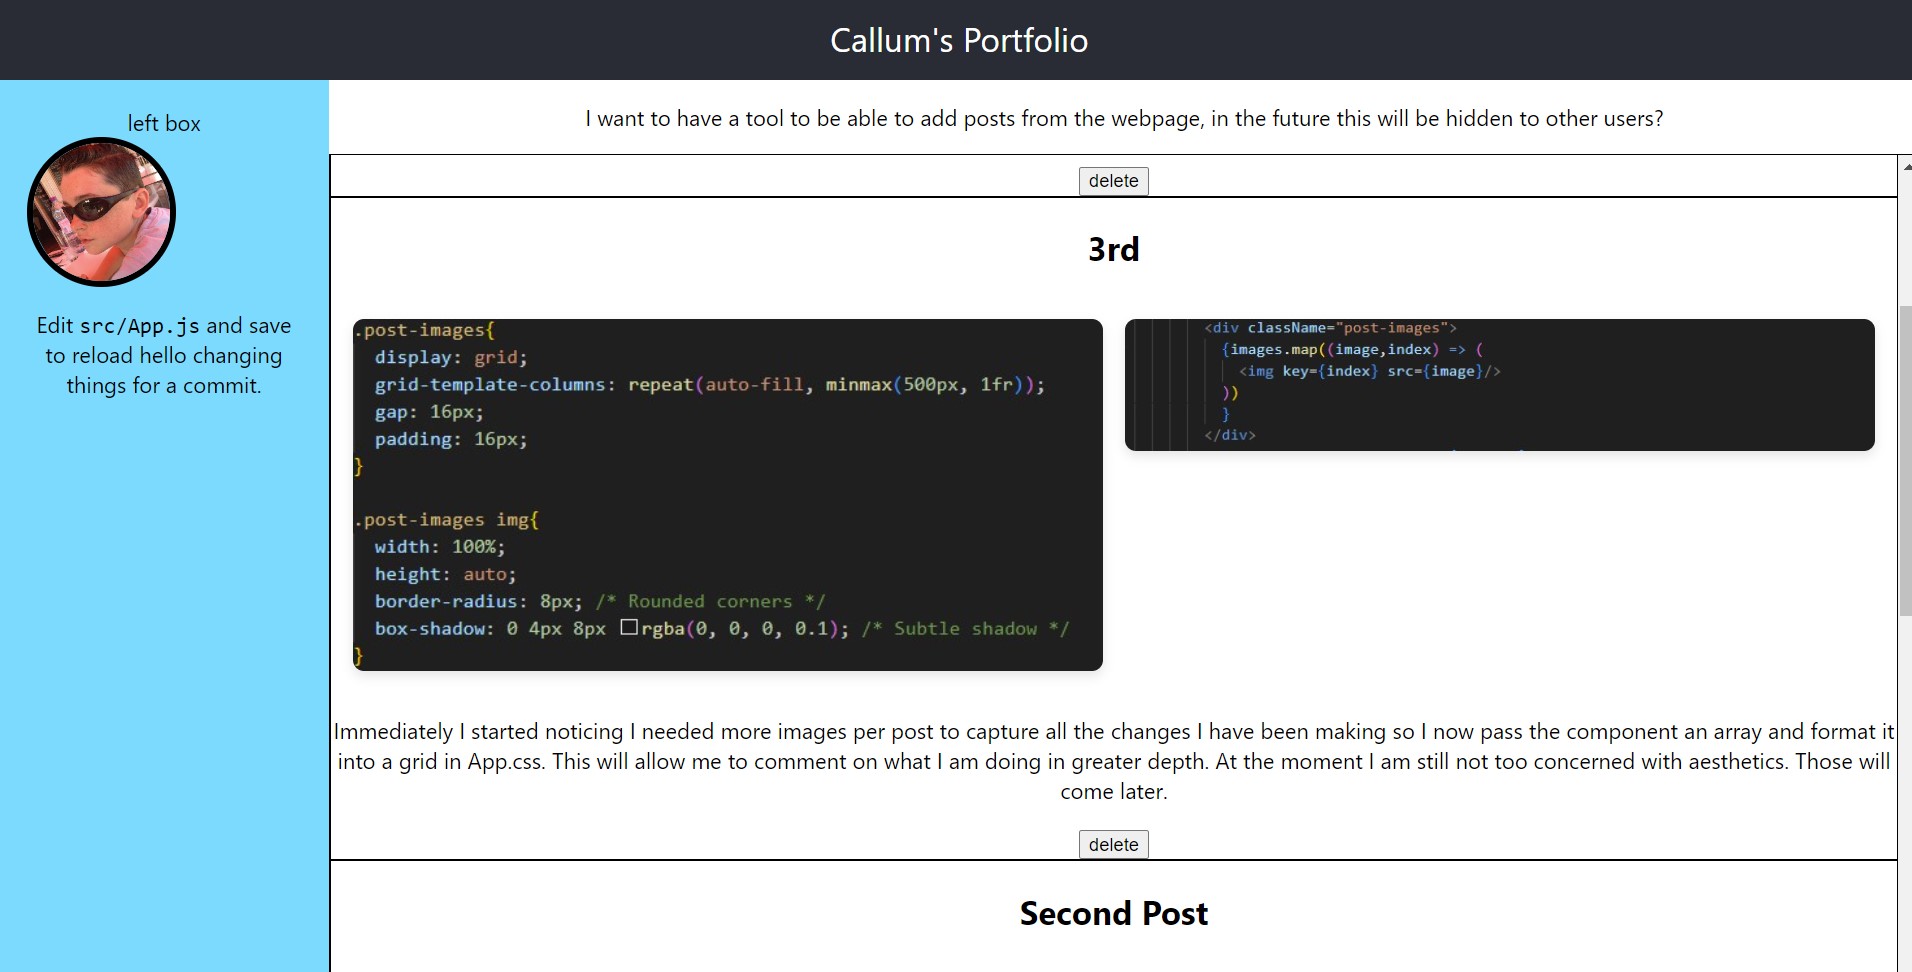 Callum's Portfolio
left box
Edit src/App.js and save
to reload hello changing
things for a commit.
I want to have a tool to be able to add posts from the webpage, in the future this will be hidden to other users?
delete
3rd
.post-images{
display: grid;
grid-template-columns: repeat(auto-fill, minmax(500px, 1fr));
gap: 16px;
padding: 16px;
}
.post-images img{
width: 100%;
height: auto;
border-radius: 8px; /* Rounded corners */
box-shadow: 0 4px 8px rgba(0, 0, 0, 0.1); /* Subtle shadow */
}
<div className="post-images">
{images.map((image,index) => (
<img key={index} src={image}/>
))
}
</div>
Immediately I started noticing I needed more images per post to capture all the changes I have been making so I now pass the component an array and format it
into a grid in App.css. This will allow me to comment on what I am doing in greater depth. At the moment I am still not too concerned with aesthetics. Those will
come later.
delete
Second Post